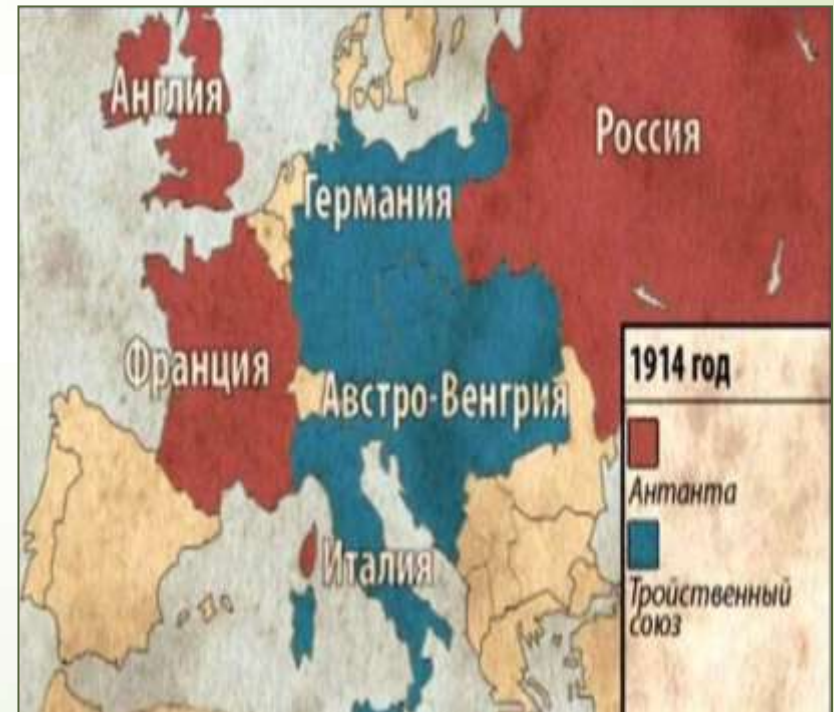 Англия
Россия
Германия
Франция
Австро-Венгрия
Италия
1914 год
Антанта
Тройственный
союз